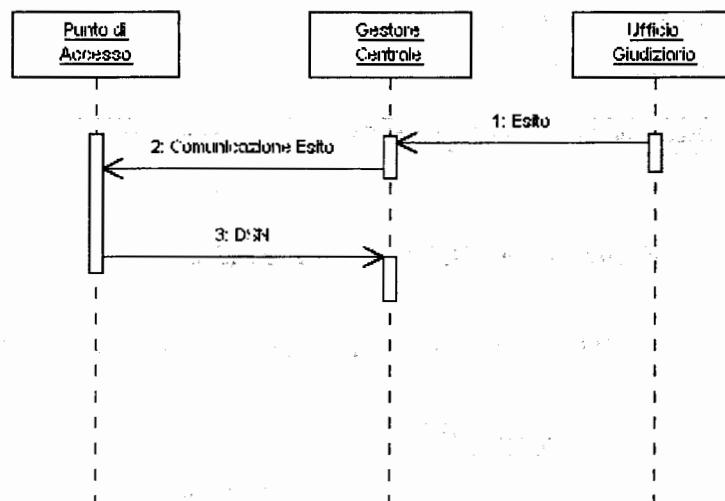 Punto di
Accesso
Gestore
Centrale
Ufficio
Giudiziario
1: Esito
2: Comunicazione Esito
3: DSN